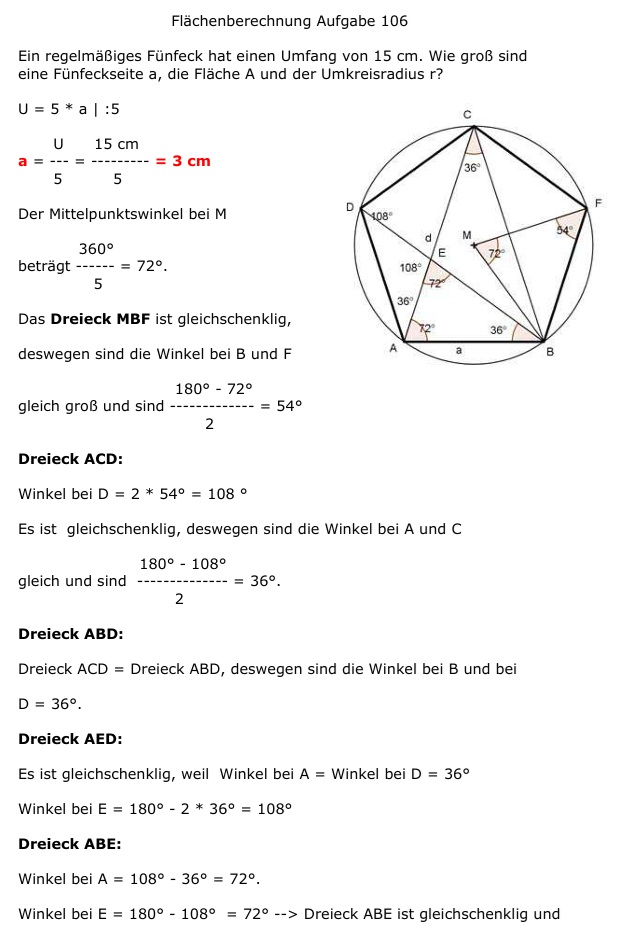 Flächenberechnung Aufgabe 106
Ein regelmäßiges Fünfeck hat einen Umfang von 15 cm. Wie groß sind
eine Fünfeckseite a, die Fläche A und der Umkreisradius r?
U = 5 * a | :5
U 15 cm
a = --- = --------- = 3 cm
5 5
Der Mittelpunktswinkel bei M
360°
beträgt ------ = 72°.
5
Das Dreieck MBF ist gleichschenklig,
deswegen sind die Winkel bei B und F
180° - 72°
gleich groß und sind ------------- = 54°
2
C
36°
D
108°
F
54°
d
M
E
72°
108°
72°
36°
72°
36°
A
a
B
Dreieck ACD:
Winkel bei D = 2 * 54° = 108 °
Es ist gleichschenklig, deswegen sind die Winkel bei A und C
180° - 108°
gleich und sind -------------- = 36°.
2
Dreieck ABD:
Dreieck ACD = Dreieck ABD, deswegen sind die Winkel bei B und bei
D = 36°.
Dreieck AED:
Es ist gleichschenklig, weil Winkel bei A = Winkel bei D = 36°
Winkel bei E = 180° - 2 * 36° = 108°
Dreieck ABE:
Winkel bei A = 108° - 36° = 72°.
Winkel bei E = 180° - 108° = 72° --> Dreieck ABE ist gleichschenklig und